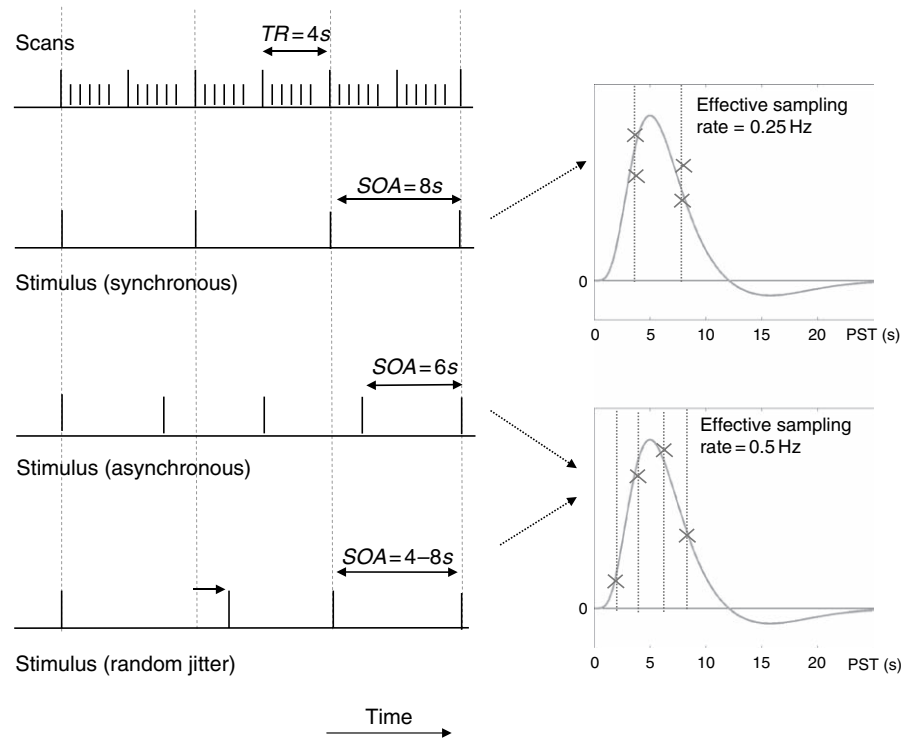 TR=4s
Scans
SOA=8s
Stimulus (synchronous)
SOA=6s
Stimulus (asynchronous)
SOA=4–8s
Stimulus (random jitter)
Time
Effective sampling
rate = 0.25 Hz
0
0 5 10 15 20 PST (s)
Effective sampling
rate = 0.5 Hz
0
0 5 10 15 20 PST (s)